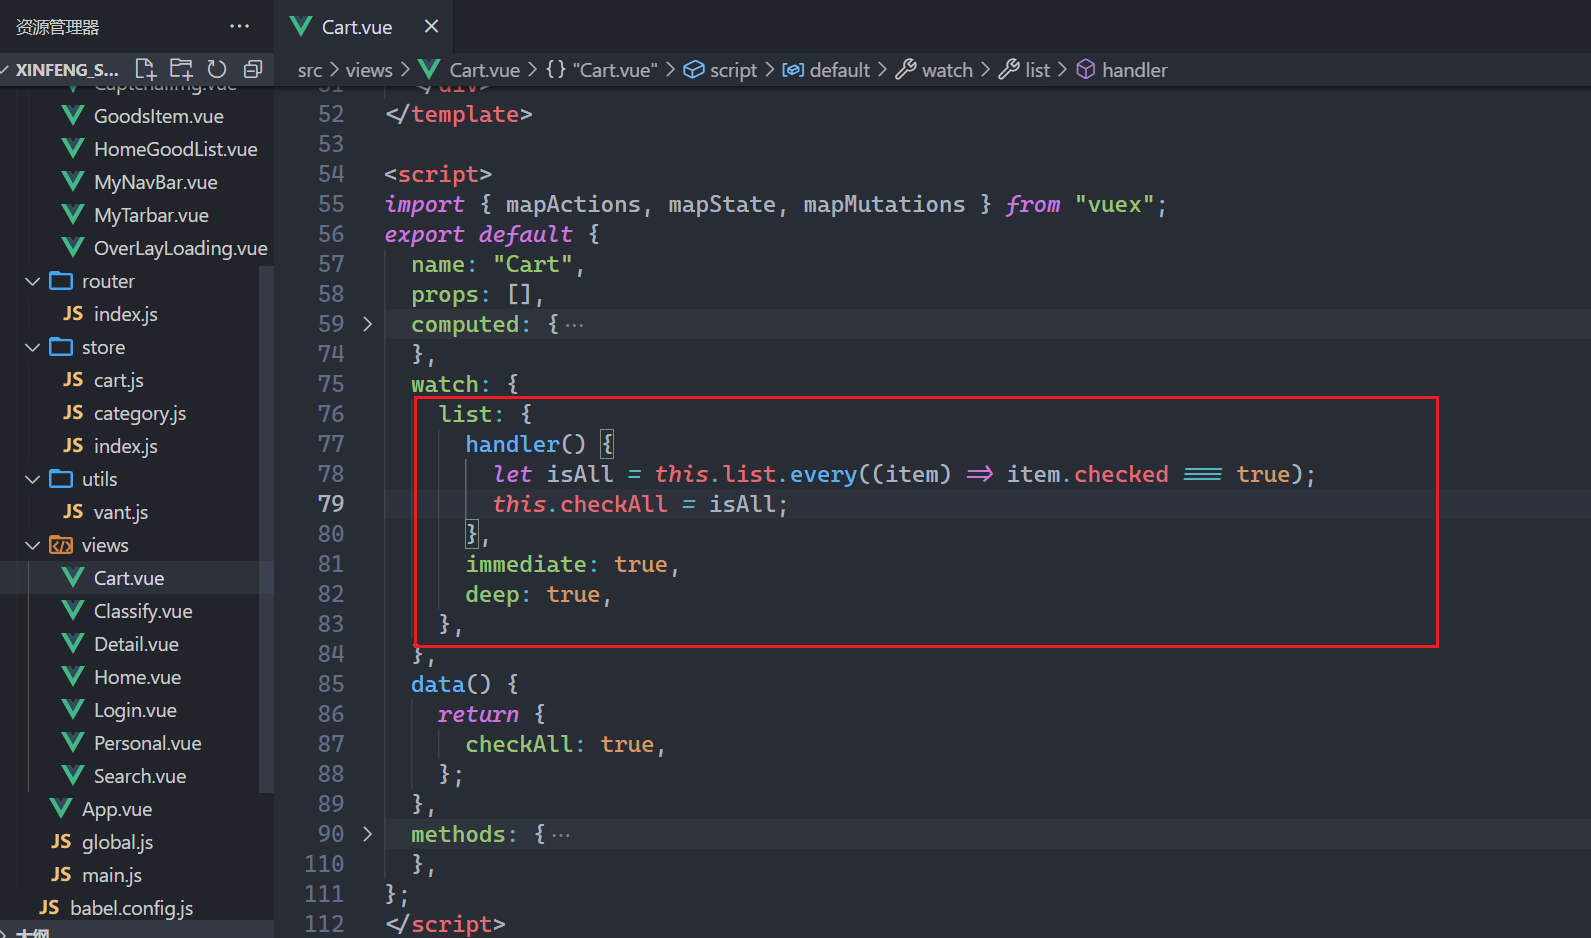 资源管理器
XINFENG_S...
GoodsItem.vue
HomeGoodList.vue
MyNavBar.vue
MyTarbar.vue
OverLayLoading.vue
router
JS index.js
store
JS cart.js
JS category.js
JS index.js
utils
JS vant.js
views
Cart.vue
Classify.vue
Detail.vue
Home.vue
Login.vue
Personal.vue
Search.vue
App.vue
JS global.js
JS main.js
JS babel.config.js
大纲
Cart.vue
src > views > Cart.vue > {} "Cart.vue" > script > default > watch > list > handler
51 </div>
52 </template>
53
54 <script>
55 import { mapActions, mapState, mapMutations } from "vuex";
56 export default {
57 name: "Cart",
58 props: [],
59 computed: {···
74 },
75 watch: {
76 list: {
77 handler() {
78 let isAll = this.list.every((item) => item.checked === true);
79 this.checkAll = isAll;
80 },
81 immediate: true,
82 deep: true,
83 },
84 },
85 data() {
86 return {
87 checkAll: true,
88 };
89 },
90 methods: {···
110 },
111 };
112 </script>